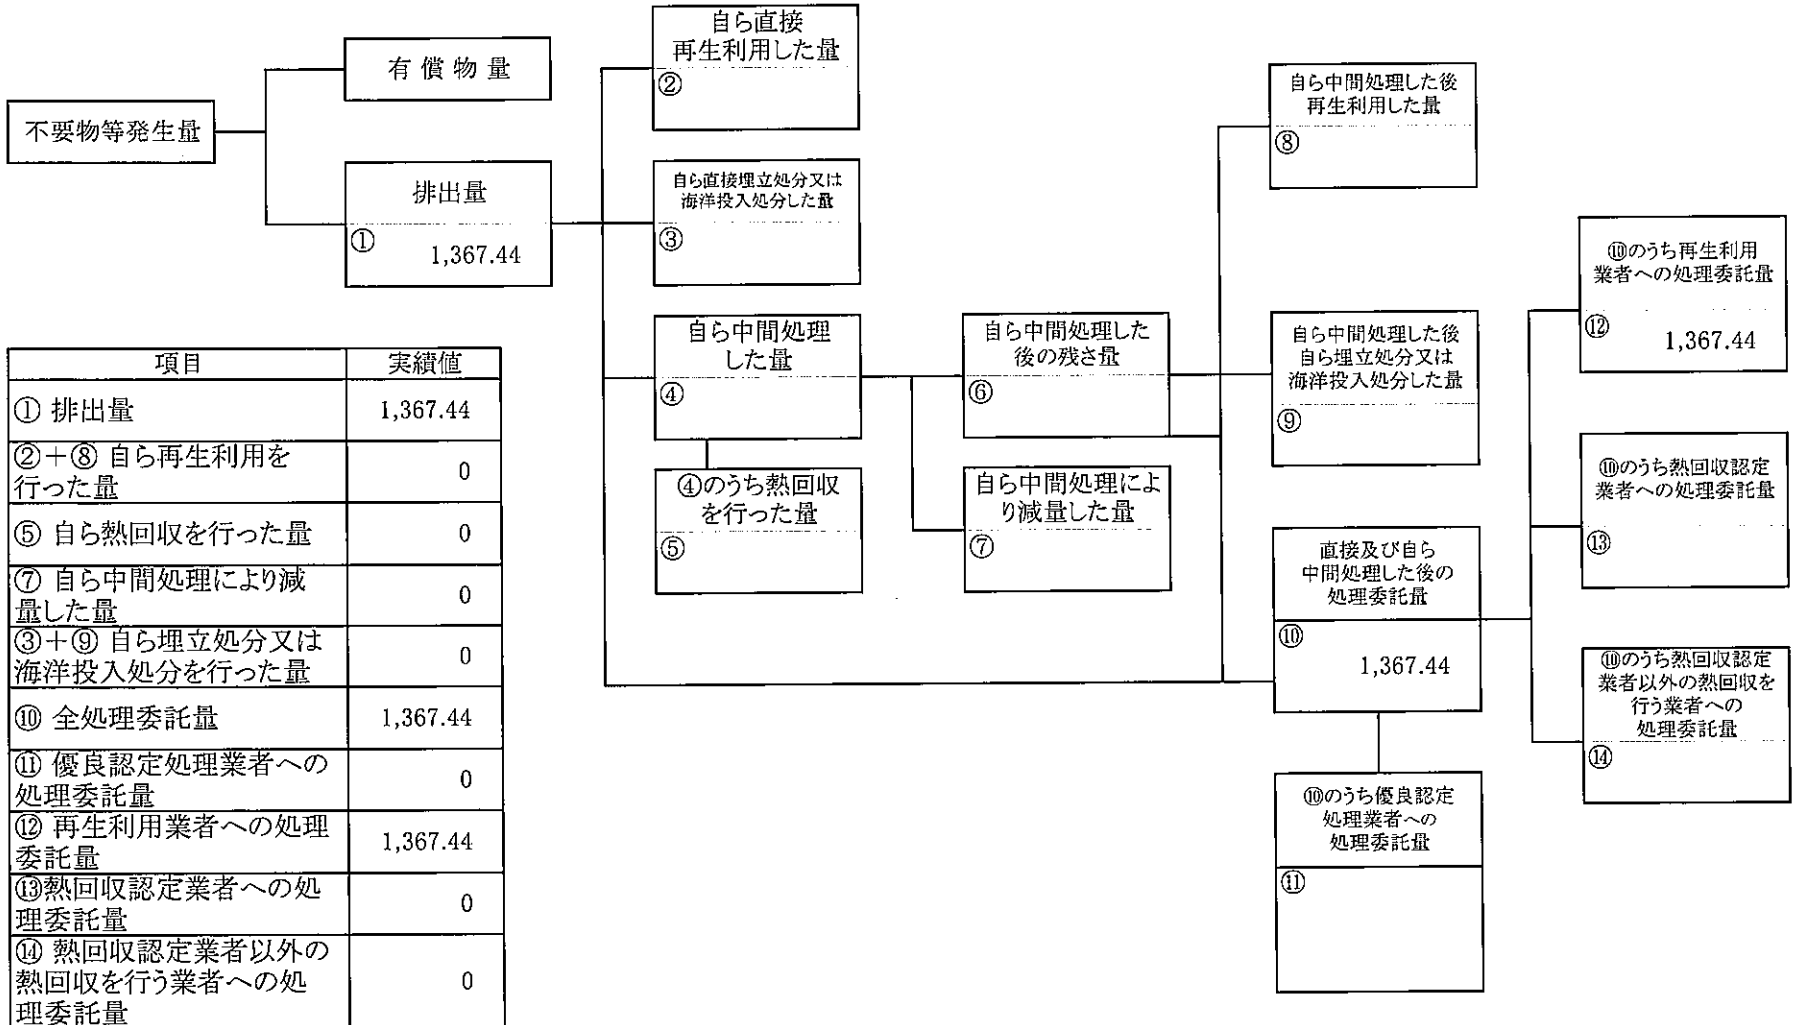 不要物等発生量
有償物量
排出量
① 1,367.44
自ら直接
再生利用した量
②
自ら直接埋立処分又は
海洋投入処分した量
③
自ら中間処理
した量
④
④のうち熱回収
を行った量
⑤
自ら中間処理した
後の残さ量
⑥
自ら中間処理によ
り減量した量
⑦
自ら中間処理した後
再生利用した量
⑧
自ら中間処理した後
自ら埋立処分又は
海洋投入処分した量
⑨
直接及び自ら
中間処理した後の
処理委託量
⑩
1,367.44
⑩のうち優良認定
処理業者への
処理委託量
⑪
⑩のうち再生利用
業者への処理委託量
⑫ 1,367.44
⑩のうち熱回収認定
業者への処理委託量
⑬
⑩のうち熱回収認定
業者以外の熱回収を
行う業者への
処理委託量
⑭
項目 実績値
① 排出量 1,367.44
②+⑧ 自ら再生利用を
行った量 0
⑤ 自ら熱回収を行った量 0
⑦ 自ら中間処理により減
量した量 0
③+⑨ 自ら埋立処分又は
海洋投入処分を行った量 0
⑩ 全処理委託量 1,367.44
⑪ 優良認定処理業者への
処理委託量 0
⑫ 再生利用業者への処理
委託量 1,367.44
⑬熱回収認定業者への処
理委託量 0
⑭ 熱回収認定業者以外の
熱回収を行う業者への処
理委託量 0